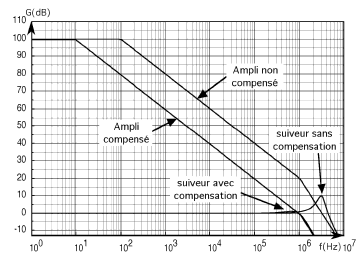 G(dB)
110
100
90
80
70
60
50
40
30
20
10
0
-10
Ampli non
compensé
Ampli
compensé
suiveur sans
compensation
suiveur avec
compensation
10^0 10^1 10^2 10^3 10^4 10^5 10^6 f(Hz) 10^7